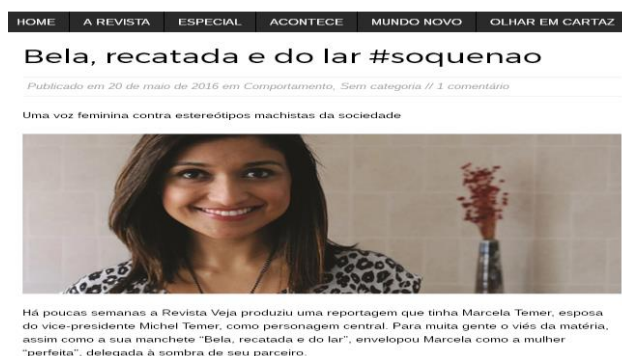 HOME A REVISTA ESPECIAL ACONTECE MUNDO NOVO OLHAR EM CARTAZ
Bela, recatada e do lar #soquenao
Publicado em 20 de maio de 2016 em Comportamento, Sem categoria // 1 comentário
Uma voz feminina contra estereótipos machistas da sociedade
Há poucas semanas a Revista Veja produziu uma reportagem que tinha Marcela Temer, esposa
do vice-presidente Michel Temer, como personagem central. Para muita gente o viés da matéria,
assim como a sua manchete “Bela, recatada e do lar”, envelopou Marcela como a mulher
“perfeita”, delegada à sombra de seu parceiro.